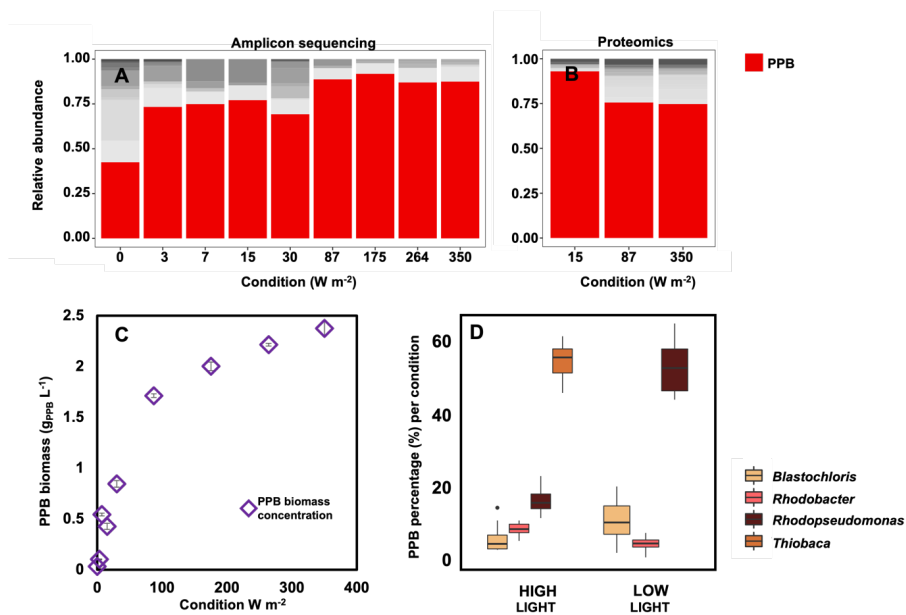 Amplicon sequencing
Proteomics
A
B
PPB
Relative abundance
1.00
0.75
0.50
0.25
0.00
1.00
0.75
0.50
0.25
0.00
0 3 7 15 30 87 175 264 350
15 87 350
Condition (W m-2)
Condition (W m-2)
C
PPB biomass (gPPB L-1)
2.5
2
1.5
1
0.5
0
0 100 200 300 400
Condition W m-2
PPB biomass
concentration
D
PPB percentage (%) per condition
60
40
20
0
HIGH
LIGHT
LOW
LIGHT
Blastochloris
Rhodobacter
Rhodopseudomonas
Thiobaca